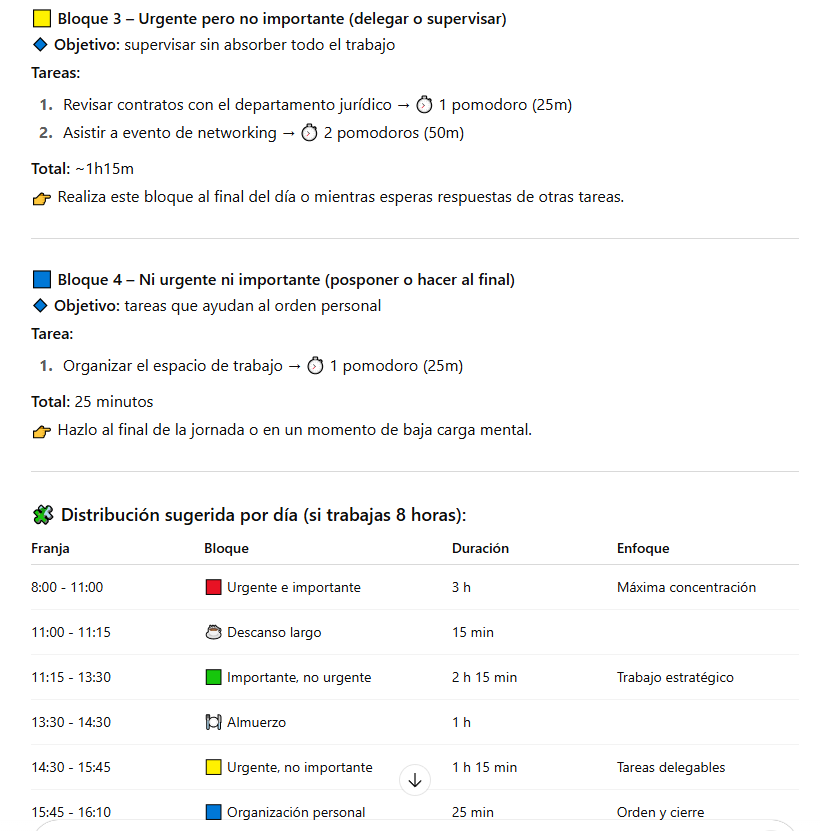 Bloque 3 – Urgente pero no importante (delegar o supervisar)
Objetivo: supervisar sin absorber todo el trabajo
Tareas:
1. Revisar contratos con el departamento jurídico → ⏱ 1 pomodoro (25m)
2. Asistir a evento de networking → ⏱ 2 pomodoros (50m)
Total: ~1h15m
👉 Realiza este bloque al final del día o mientras esperas respuestas de otras tareas.
Bloque 4 – Ni urgente ni importante (posponer o hacer al final)
Objetivo: tareas que ayudan al orden personal
Tarea:
1. Organizar el espacio de trabajo → ⏱ 1 pomodoro (25m)
Total: 25 minutos
👉 Hazlo al final de la jornada o en un momento de baja carga mental.
Distribución sugerida por día (si trabajas 8 horas):
Franja Bloque Duración Enfoque
8:00 - 11:00 Urgente e importante 3 h Máxima concentración
11:00 - 11:15 Descanso largo 15 min
11:15 - 13:30 Importante, no urgente 2 h 15 min Trabajo estratégico
13:30 - 14:30 Almuerzo 1 h
14:30 - 15:45 Urgente, no importante 1 h 15 min Tareas delegables
15:45 - 16:10 Organización personal 25 min Orden y cierre